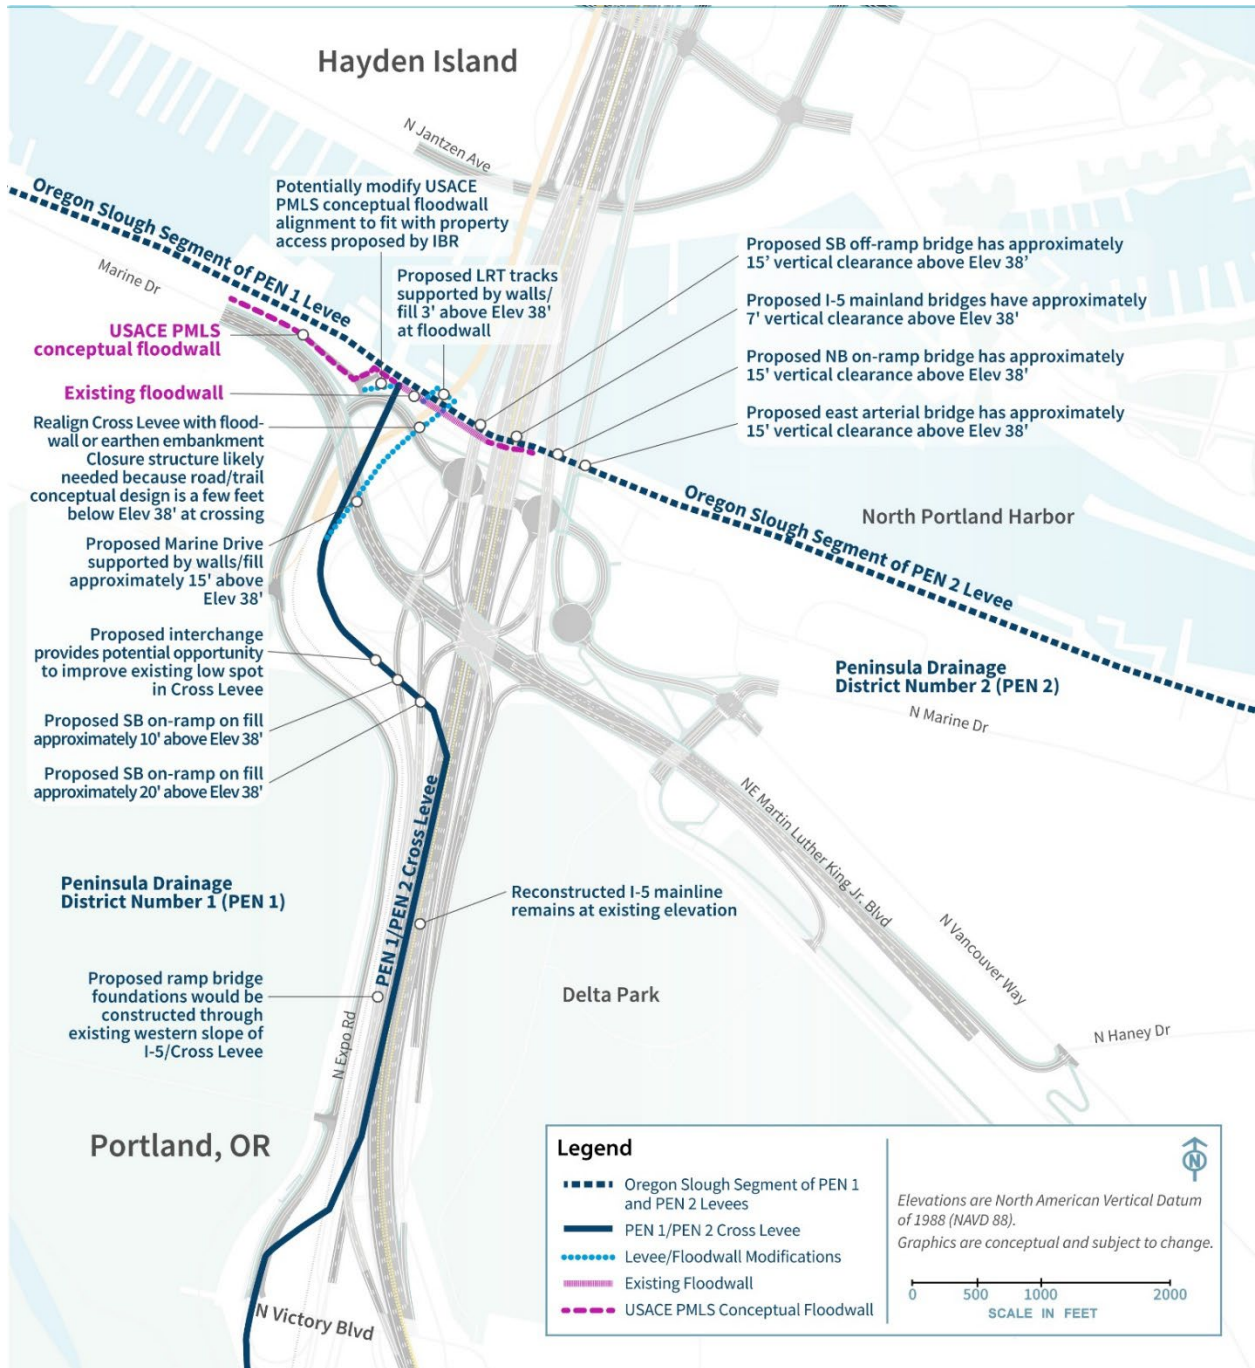 Hayden Island
N Jantzen Ave
Oregon Slough Segment of PEN 1 Levee
Marine Dr
Potentially modify USACE
PMLS conceptual floodwall
alignment to fit with property
access proposed by IBR
Proposed LRT tracks
supported by walls/
fill 3' above Elev 38'
at floodwall
Proposed SB off-ramp bridge has approximately
15’ vertical clearance above Elev 38’
Proposed I-5 mainland bridges have approximately
7' vertical clearance above Elev 38'
Proposed NB on-ramp bridge has approximately
15' vertical clearance above Elev 38'
Proposed east arterial bridge has approximately
15' vertical clearance above Elev 38'
USACE PMLS
conceptual floodwall
Existing floodwall
Realign Cross Levee with flood-
wall or earthen embankment
Closure structure likely
needed because road/trail
conceptual design is a few feet
below Elev 38' at crossing
Proposed Marine Drive
supported by walls/fill
approximately 15' above
Elev 38'
Proposed interchange
provides potential opportunity
to improve existing low spot
in Cross Levee
Proposed SB on-ramp on fill
approximately 10' above Elev 38'
Proposed SB on-ramp on fill
approximately 20' above Elev 38'
Oregon Slough Segment of PEN 2 Levee
North Portland Harbor
Peninsula Drainage
District Number 2 (PEN 2)
N Marine Dr
NE Martin Luther King Jr. Blvd
N Vancouver Way
N Haney Dr
PEN 1/PEN 2 Cross Levee
Peninsula Drainage
District Number 1 (PEN 1)
Reconstructed I-5 mainline
remains at existing elevation
Delta Park
Proposed ramp bridge
foundations would be
constructed through
existing western slope of
I-5/Cross Levee
N Expo Rd
Portland, OR
N Victory Blvd
Legend
Oregon Slough Segment of PEN 1
and PEN 2 Levees
PEN 1/PEN 2 Cross Levee
Levee/Floodwall Modifications
Existing Floodwall
USACE PMLS Conceptual Floodwall
N
Elevations are North American Vertical Datum
of 1988 (NAVD 88).
Graphics are conceptual and subject to change.
0 500 1000 2000
SCALE IN FEET